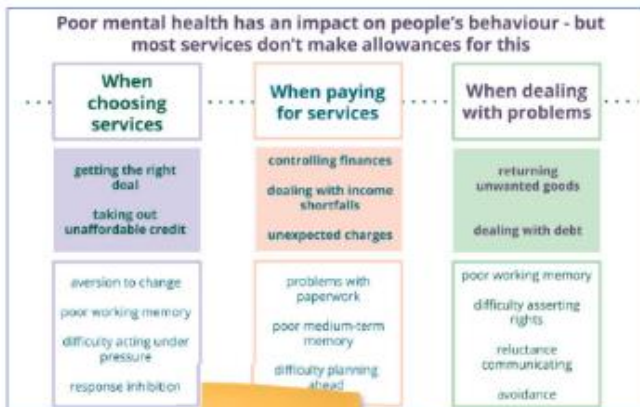 Poor mental health has an impact on people's behaviour - but
most services don't make allowances for this
When
choosing
services
getting the right
deal
taking out
unaffordable credit
aversion to change
poor working memory
difficulty acting under
pressure
response inhibition
When paying
for services
controlling finances
dealing with income
shortfalls
unexpected charges
problems with
paperwork
poor medium-term
memory
difficulty planning
ahead
When dealing
with problems
returning
unwanted goods
dealing with debt
poor working memory
difficulty asserting
rights
reluctance
communicating
avoidance